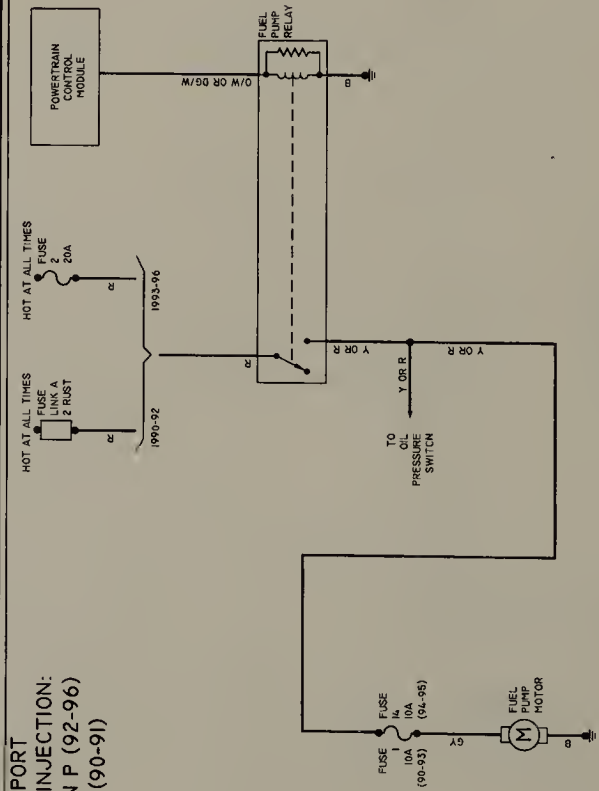 PORT
INJECTION:
N P (92-96)
(90-91)
HOT AT ALL TIMES
FUSE
LINK A
2 RUST
R
1990-92
HOT AT ALL TIMES
FUSE
2
20A
R
1993-96
POWERTRAIN
CONTROL
MODULE
O/W OR DG/W
FUEL
PUMP
RELAY
R
B
Y OR R
Y OR R
Y OR R
TO
OIL
PRESSURE
SWITCH
FUSE
1
10A
(90-93)
FUSE
14
10A
(94-95)
GY
M
FUEL
PUMP
MOTOR
B